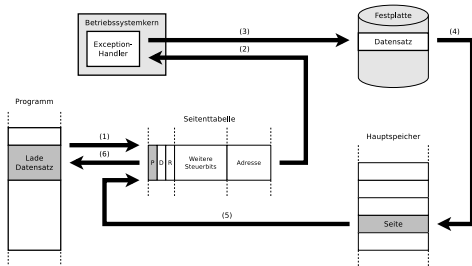 Betriebssystemkern
Exception-
Handler
(3)
(2)
Festplatte
Datensatz
(4)
Programm
Lade
Datensatz
(1)
(6)
Seitenttabelle
P D R Weitere Steuerbits Adresse
(5)
Hauptspeicher
Seite